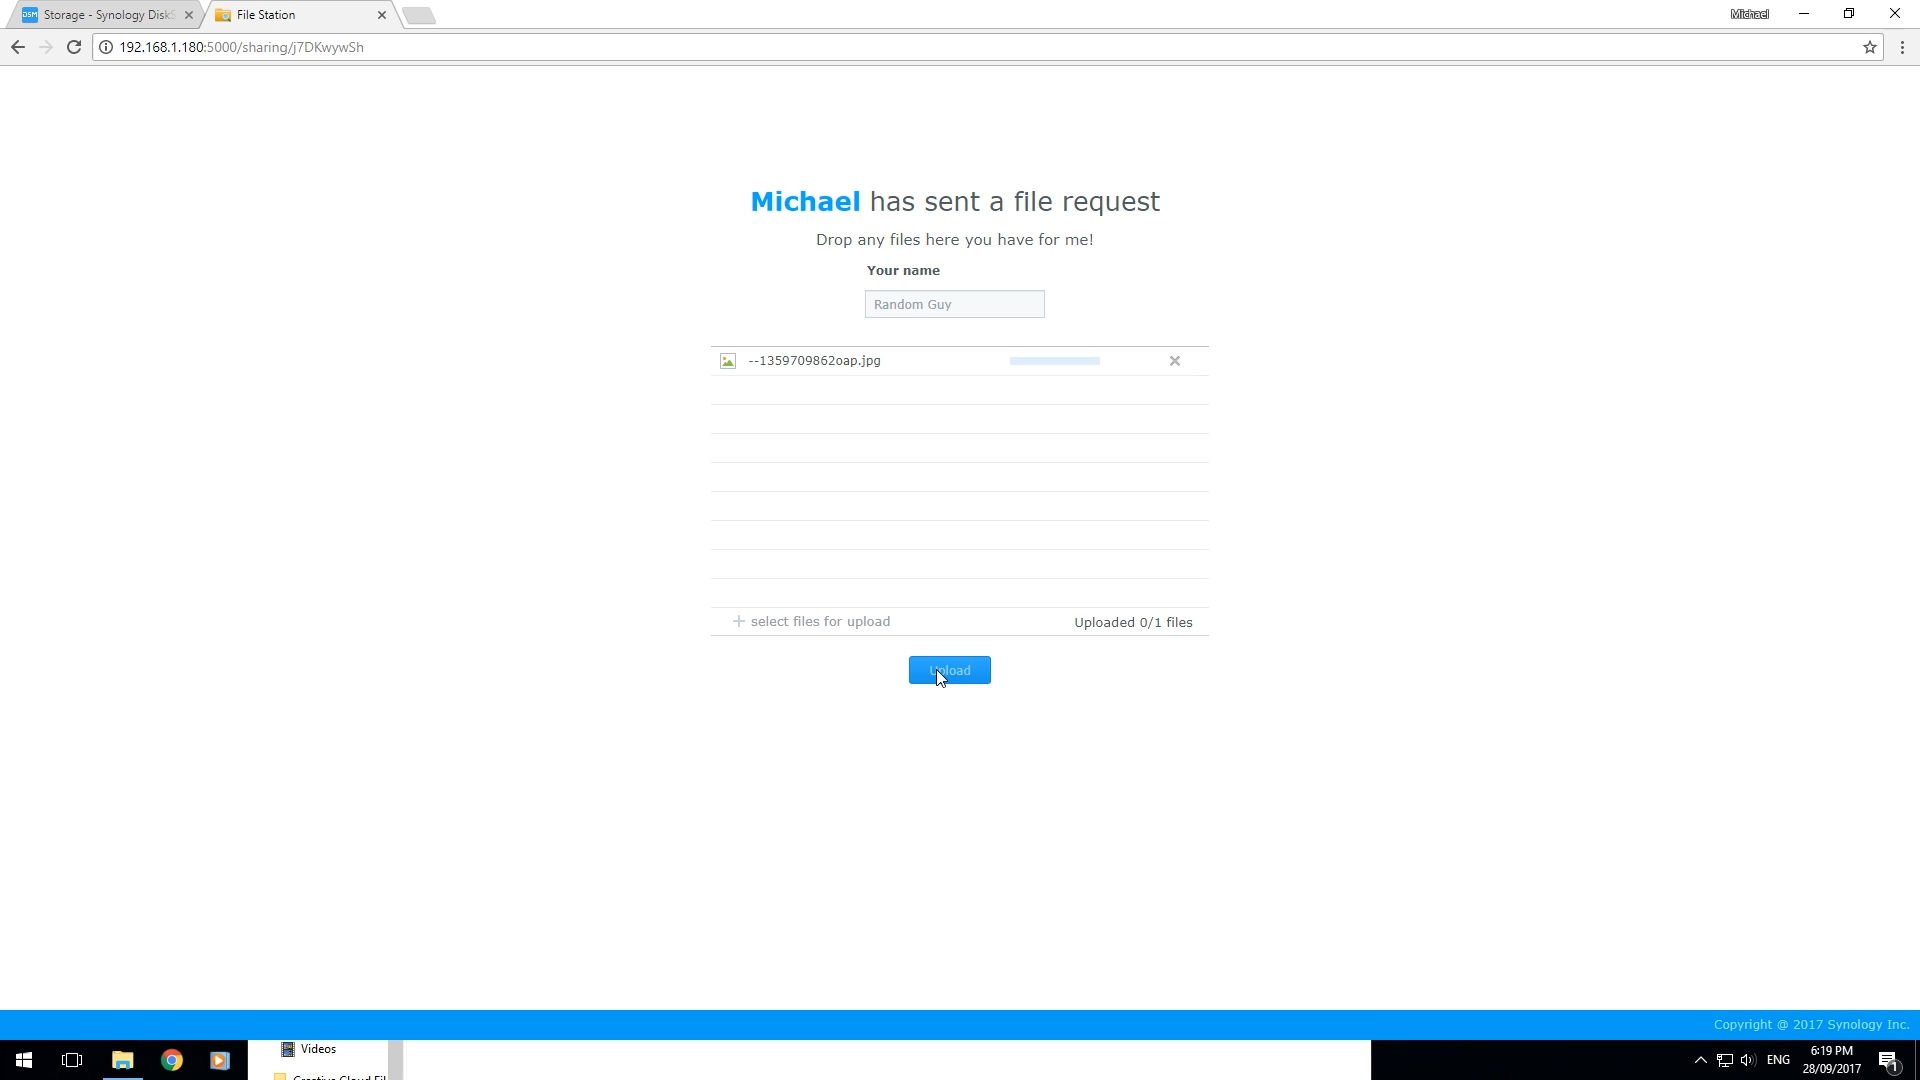 Storage - Synology DiskS
File Station
Michael
192.168.1.180:5000/sharing/j7DKwywSh
Michael has sent a file request
Drop any files here you have for me!
Your name
Random Guy
--1359709862oap.jpg
select files for upload
Uploaded 0/1 files
Upload
Copyright @ 2017 Synology Inc.
Videos
ENG
6:19 PM
28/09/2017
1